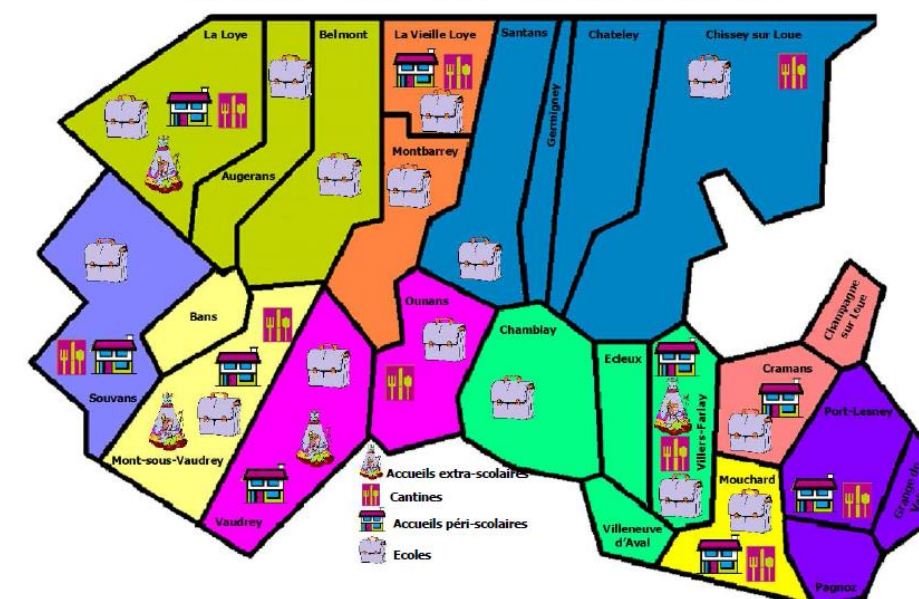 La Loye
Belmont
La Vieille Loye
Santans
Germigney
Chateley
Chissey sur Loue
Augerans
Montbarrey
Bans
Ounans
Chamblay
Ecleux
Villers-Farlay
Champagne
sur Loue
Cramans
Port-Lesney
Souvans
Mont-sous-Vaudrey
Vaudrey
Mouchard
Villeneuve
d'Aval
Pagnoz
Accueils extra-scolaires
Cantines
Accueils péri-scolaires
Ecoles